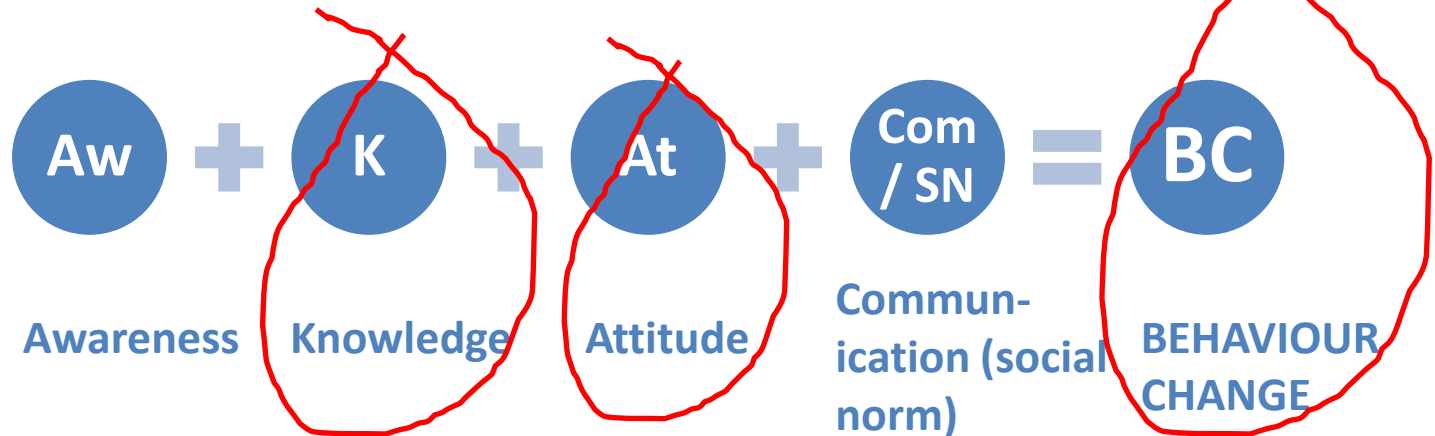 Aw + K + At + Com / SN = BC
Awareness
Knowledge
Attitude
Commun-
ication (social
norm)
BEHAVIOUR
CHANGE